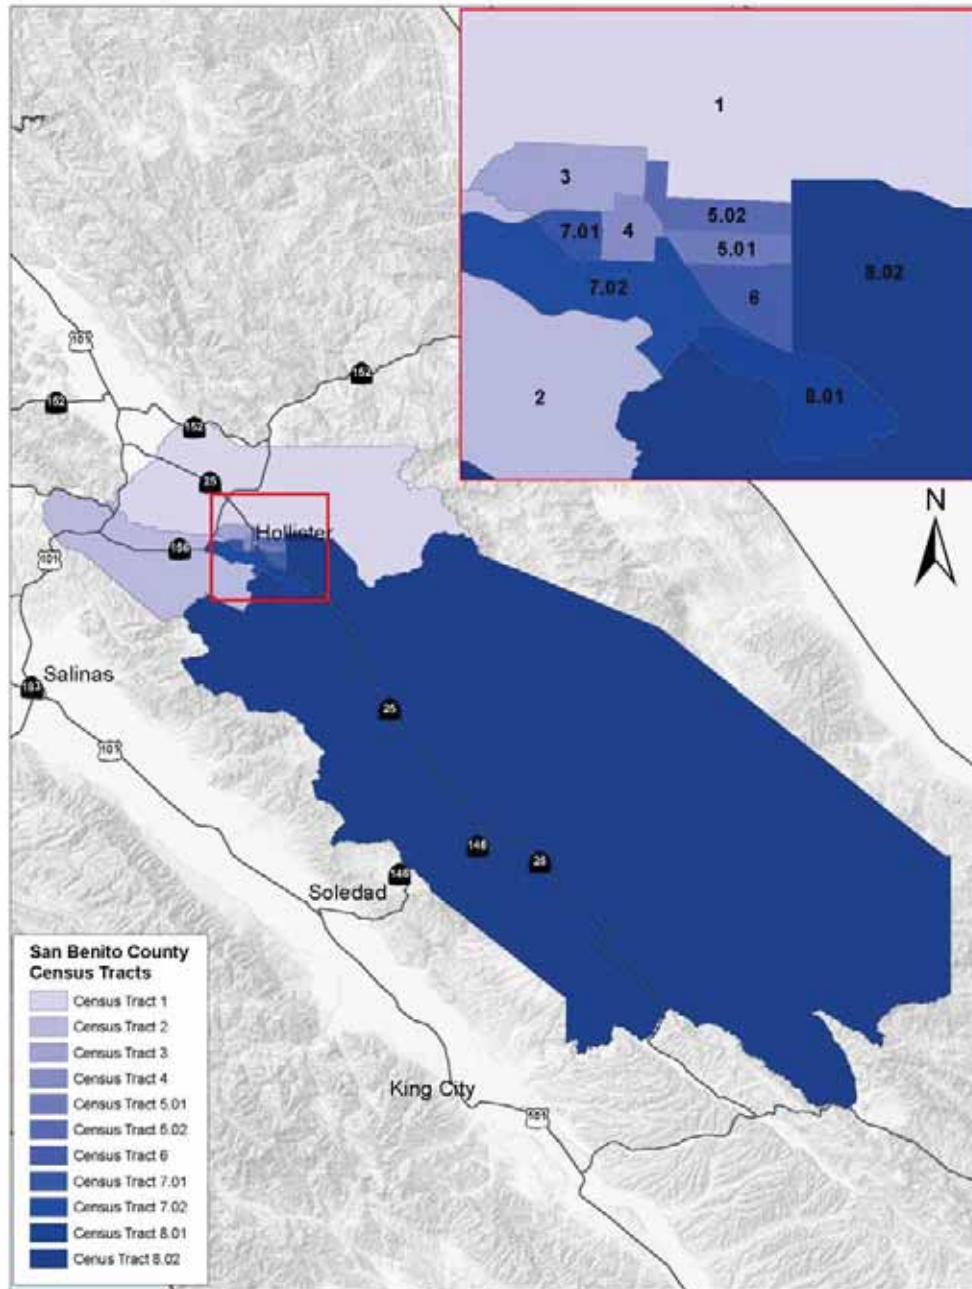 1
3
5.02
7.01
4
5.01
8.02
7.02
6
2
8.01
101
152
152
152
25
N
Hollister
156
101
Salinas
183
25
101
146
25
146
Soledad
San Benito County
Census Tracts
Census Tract 1
Census Tract 2
Census Tract 3
Census Tract 4
Census Tract 5.01
Census Tract 5.02
Census Tract 6
Census Tract 7.01
Census Tract 7.02
Census Tract 8.01
Cenus Tract 8.02
King City
101